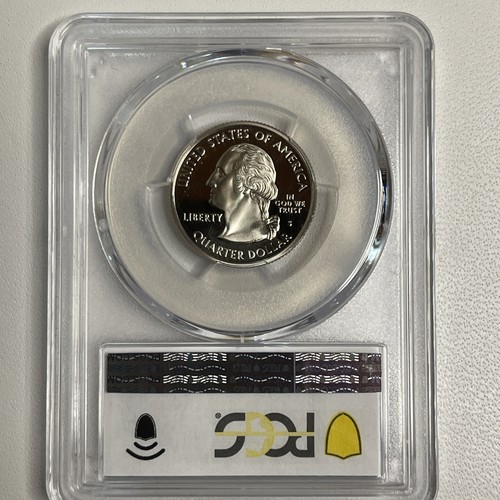 UNITED STATES OF AMERICA
LIBERTY
IN
GOD WE
TRUST
S
QUARTER DOLLAR
PCGS